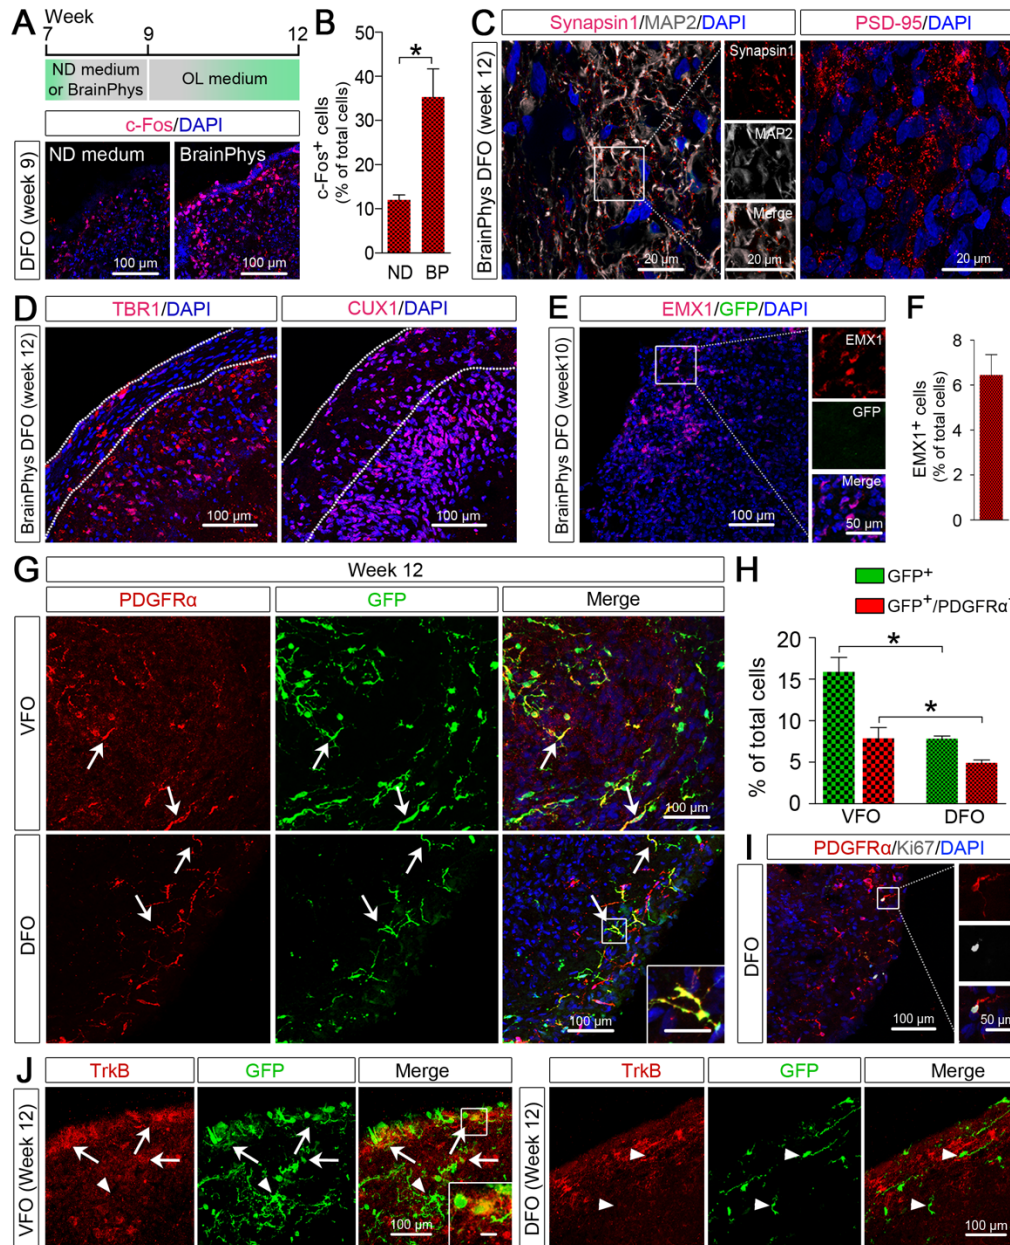 A
Week
7
9
12
ND medium
or BrainPhys
OL medium
c-Fos/DAPI
DFO (week 9)
ND medum
BrainPhys
100 µm
100 µm
B
50
40
30
20
10
0
c-Fos+ cells
(% of total cells)
*
ND
BP
C
Synapsin1/MAP2/DAPI
PSD-95/DAPI
BrainPhys DFO (week 12)
Synapsin1
MAP2
Merge
20 µm
20 µm
20 µm
D
TBR1/DAPI
CUX1/DAPI
BrainPhys DFO (week 12)
100 µm
100 µm
E
EMX1/GFP/DAPI
BrainPhys DFO (week10)
EMX1
GFP
Merge
100 µm
50 µm
F
8
6
4
2
0
EMX1+ cells
(% of total cells)
G
Week 12
PDGFRα
GFP
Merge
VFO
100 µm
DFO
100 µm
H
GFP+
GFP+/PDGFRα+
20
15
10
5
0
% of total cells
*
*
VFO
DFO
I
PDGFRα/Ki67/DAPI
DFO
100 µm
50 µm
J
TrkB
GFP
Merge
VFO (Week 12)
100 µm
TrkB
GFP
Merge
DFO (Week 12)
100 µm